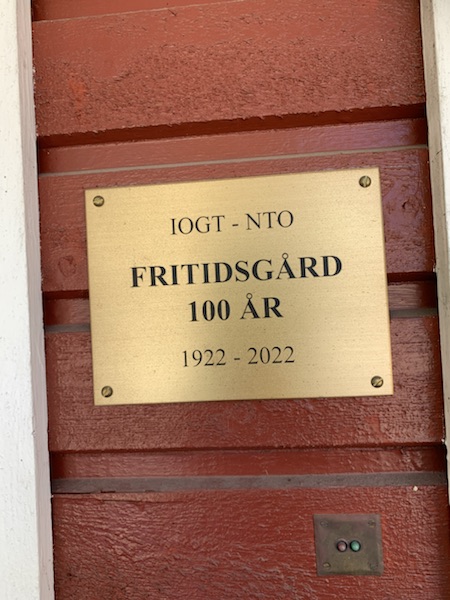 IOGT - NTO
FRITIDSGÅRD
100 ÅR
1922 - 2022